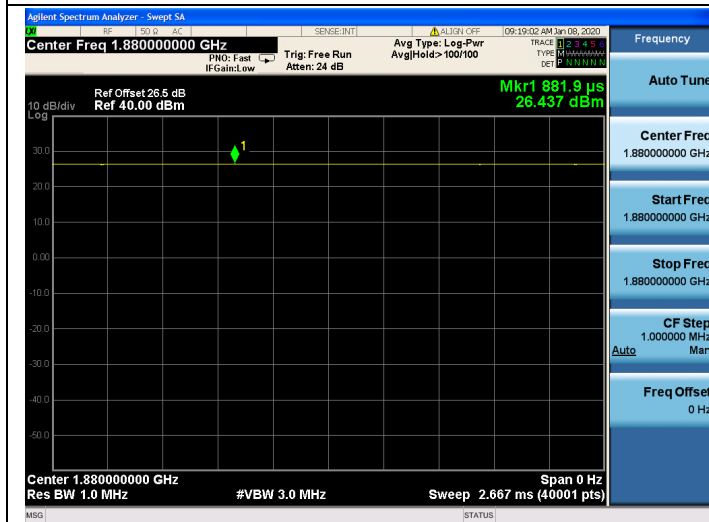 Agilent Spectrum Analyzer - Swept SA
LXI RF 50 Ω AC SENSE:INT ALIGN OFF 09:19:02 AM Jan 08, 2020
Center Freq 1.880000000 GHz
PNO: Fast
IFGain:Low
Trig: Free Run
Atten: 24 dB
Avg Type: Log-Pwr
Avg|Hold:>100/100
TRACE 1 2 3 4 5 6
TYPE M
DET P N N N N N
Ref Offset 26.5 dB
Ref 40.00 dBm
10 dB/div
Log
Mkr1 881.9 µs
26.437 dBm
1
30.0
20.0
10.0
0.00
-10.0
-20.0
-30.0
-40.0
-50.0
Center 1.880000000 GHz
Span 0 Hz
Res BW 1.0 MHz
#VBW 3.0 MHz
Sweep 2.667 ms (40001 pts)
MSG
STATUS
Frequency
Auto Tune
Center Freq
1.880000000 GHz
Start Freq
1.880000000 GHz
Stop Freq
1.880000000 GHz
CF Step
1.000000 MHz
Auto Man
Freq Offset
0 Hz